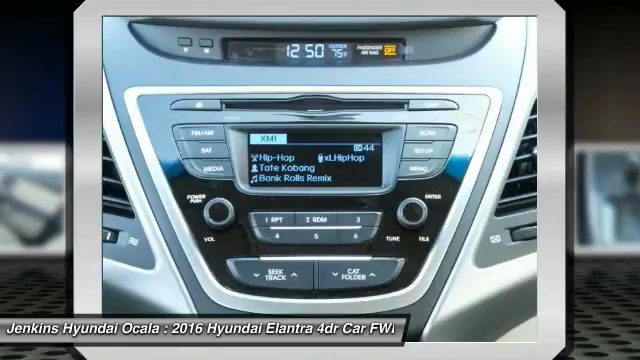 H M 12:50 OUTSIDE 75°F PASSENGER AIR BAG OFF
FM/AM
SAT
MEDIA
XM1
44
Hip-Hop xLHipHop
Tate Kobang
Bank Rolls Remix
SCAN
SETUP
MENU
POWER PUSH
VOL
1 RPT 2 RDM 3
4 5 6
ENTER
TUNE FILE
SEEK TRACK
CAT FOLDER
Jenkins Hyundai Ocala : 2016 Hyundai Elantra 4dr Car FW